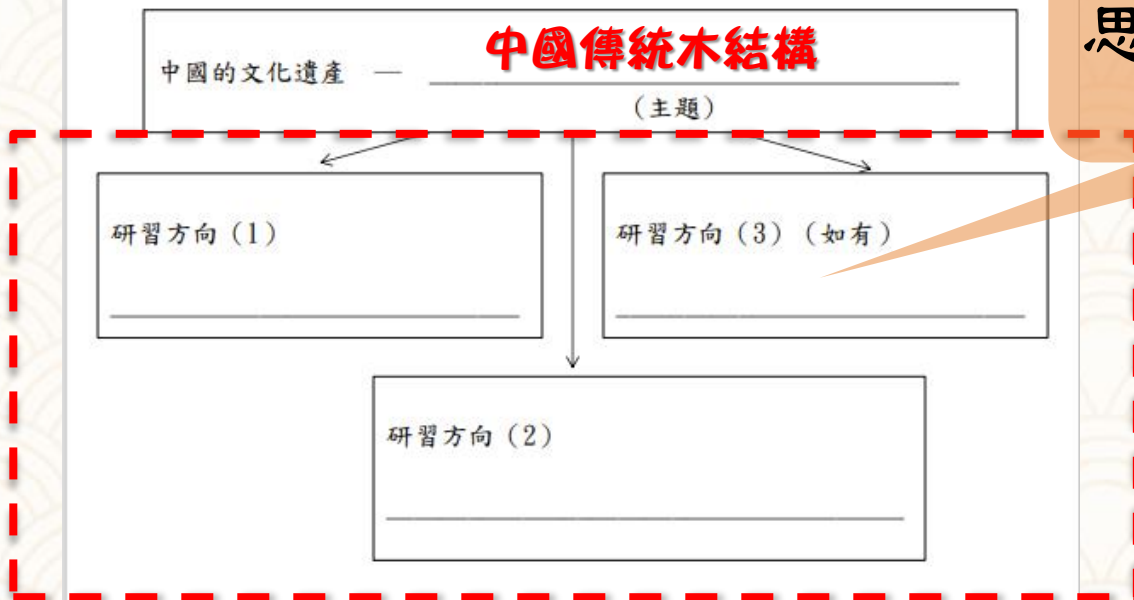 思
中國的文化遺產 — 中國傳統木結構
(主題)
研習方向(1)
研習方向(3)(如有)
研習方向(2)